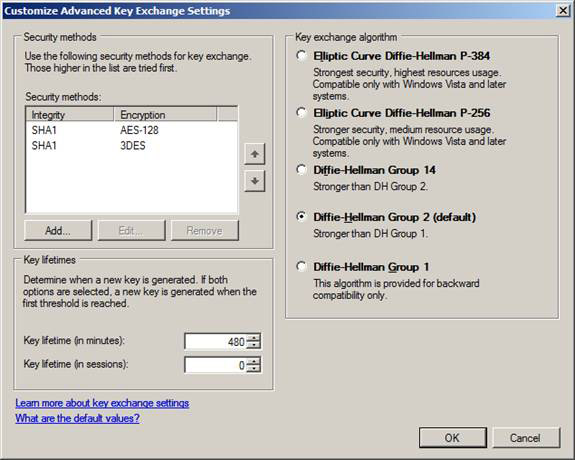 Customize Advanced Key Exchange Settings
Security methods
Use the following security methods for key exchange.
Those higher in the list are tried first.
Security methods:
Integrity Encryption
SHA1 AES-128
SHA1 3DES
Add... Edit... Remove
Key lifetimes
Determine when a new key is generated. If both
options are selected, a new key is generated when the
first threshold is reached.
Key lifetime (in minutes): 480
Key lifetime (in sessions): 0
Learn more about key exchange settings
What are the default values?
Key exchange algorithm
Elliptic Curve Diffie-Hellman P-384
Strongest security, highest resources usage.
Compatible only with Windows Vista and later
systems.
Elliptic Curve Diffie-Hellman P-256
Stronger security, medium resource usage.
Compatible only with Windows Vista and later
systems.
Diffie-Hellman Group 14
Stronger than DH Group 2.
Diffie-Hellman Group 2 (default)
Stronger than DH Group 1.
Diffie-Hellman Group 1
This algorithm is provided for backward
compatibility only.
OK Cancel